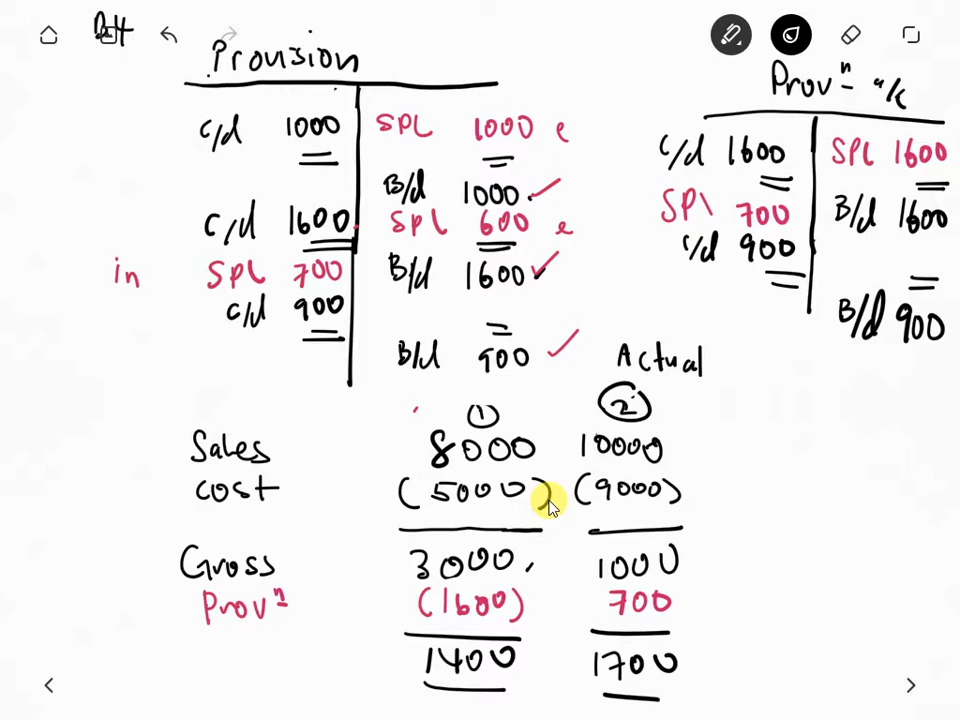 Provision
c/d 1000 SPL 1000 e
B/d 1000
c/d 1600 SPL 600 e
in SPL 700 B/d 1600
c/d 900
B/d 900
Provⁿ a/c
c/d 1600 SPL 1600
SPL 700 B/d 1600
c/d 900
B/d 900
Actual
① ②
Sales 8000 10000
cost (5000) (9000)
Gross 3000 1000
Provⁿ (1600) 700
1400 1700